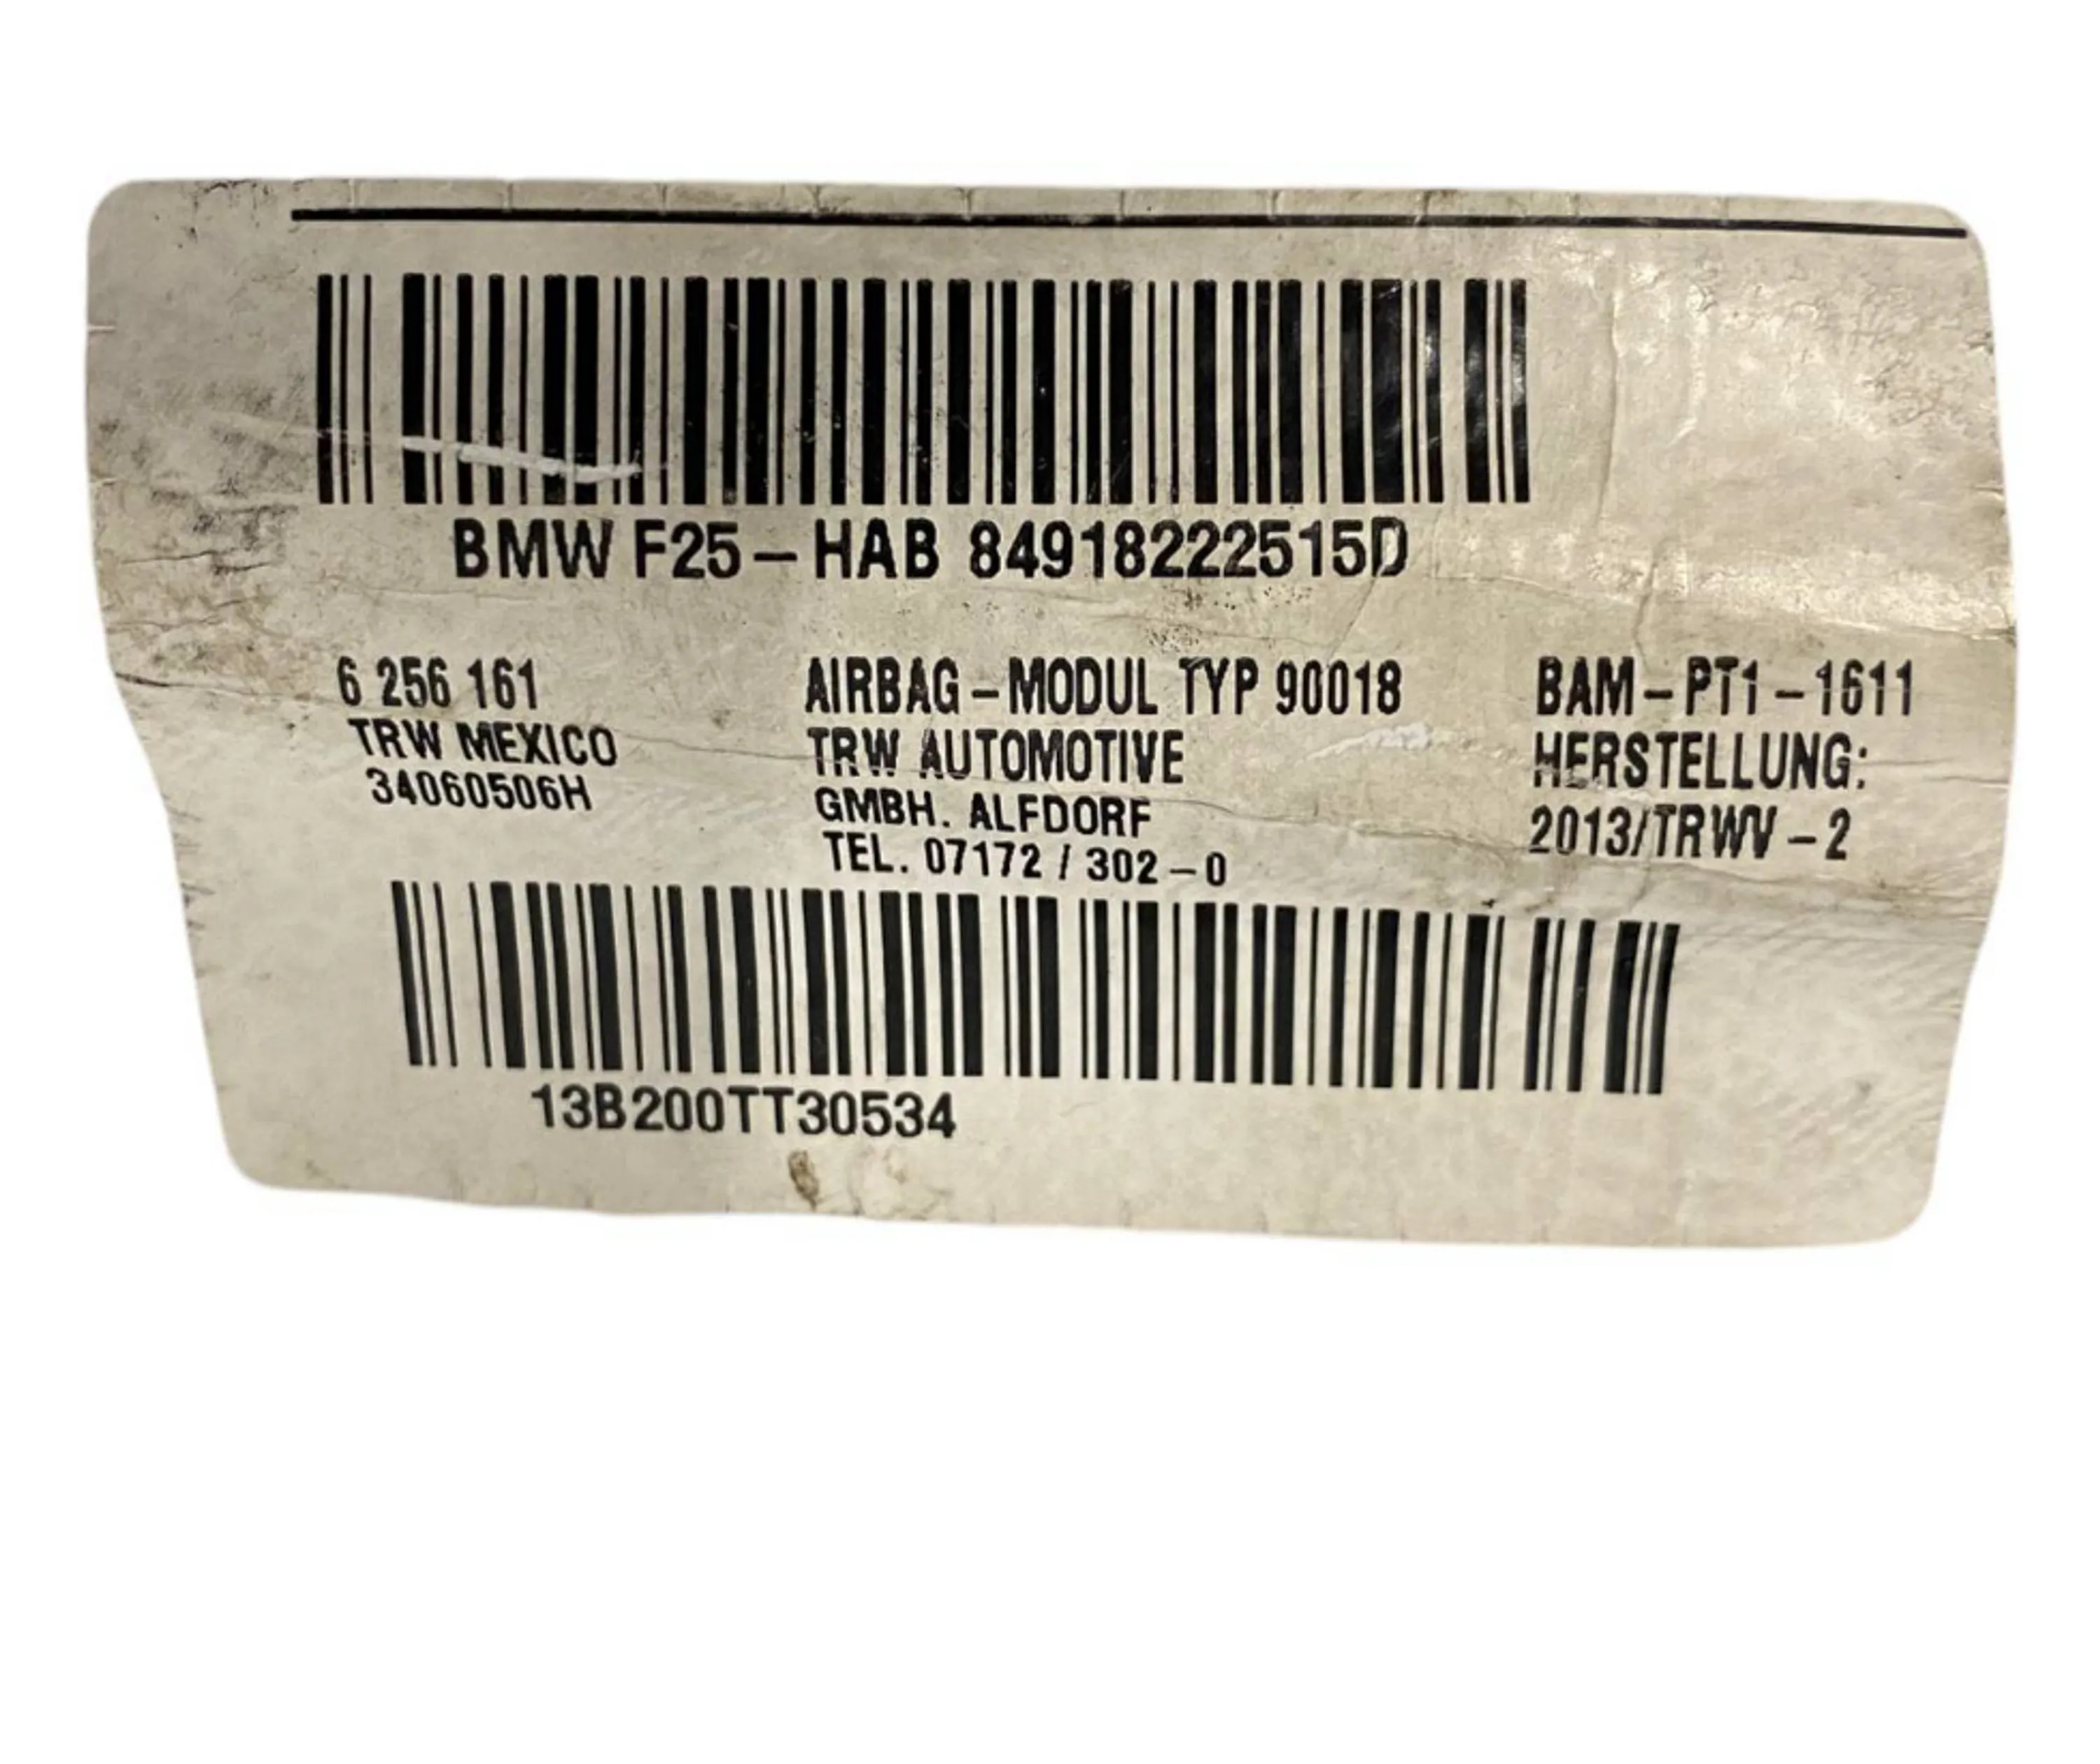 BMW F25 – HAB 84918222515D
6 256 161
TRW MEXICO
34060506H
AIRBAG – MODUL TYP 90018
TRW AUTOMOTIVE
GMBH. ALFDORF
TEL. 07172 / 302 – 0
BAM – PT1 – 1611
HERSTELLUNG:
2013/TRWV – 2
13B200TT30534